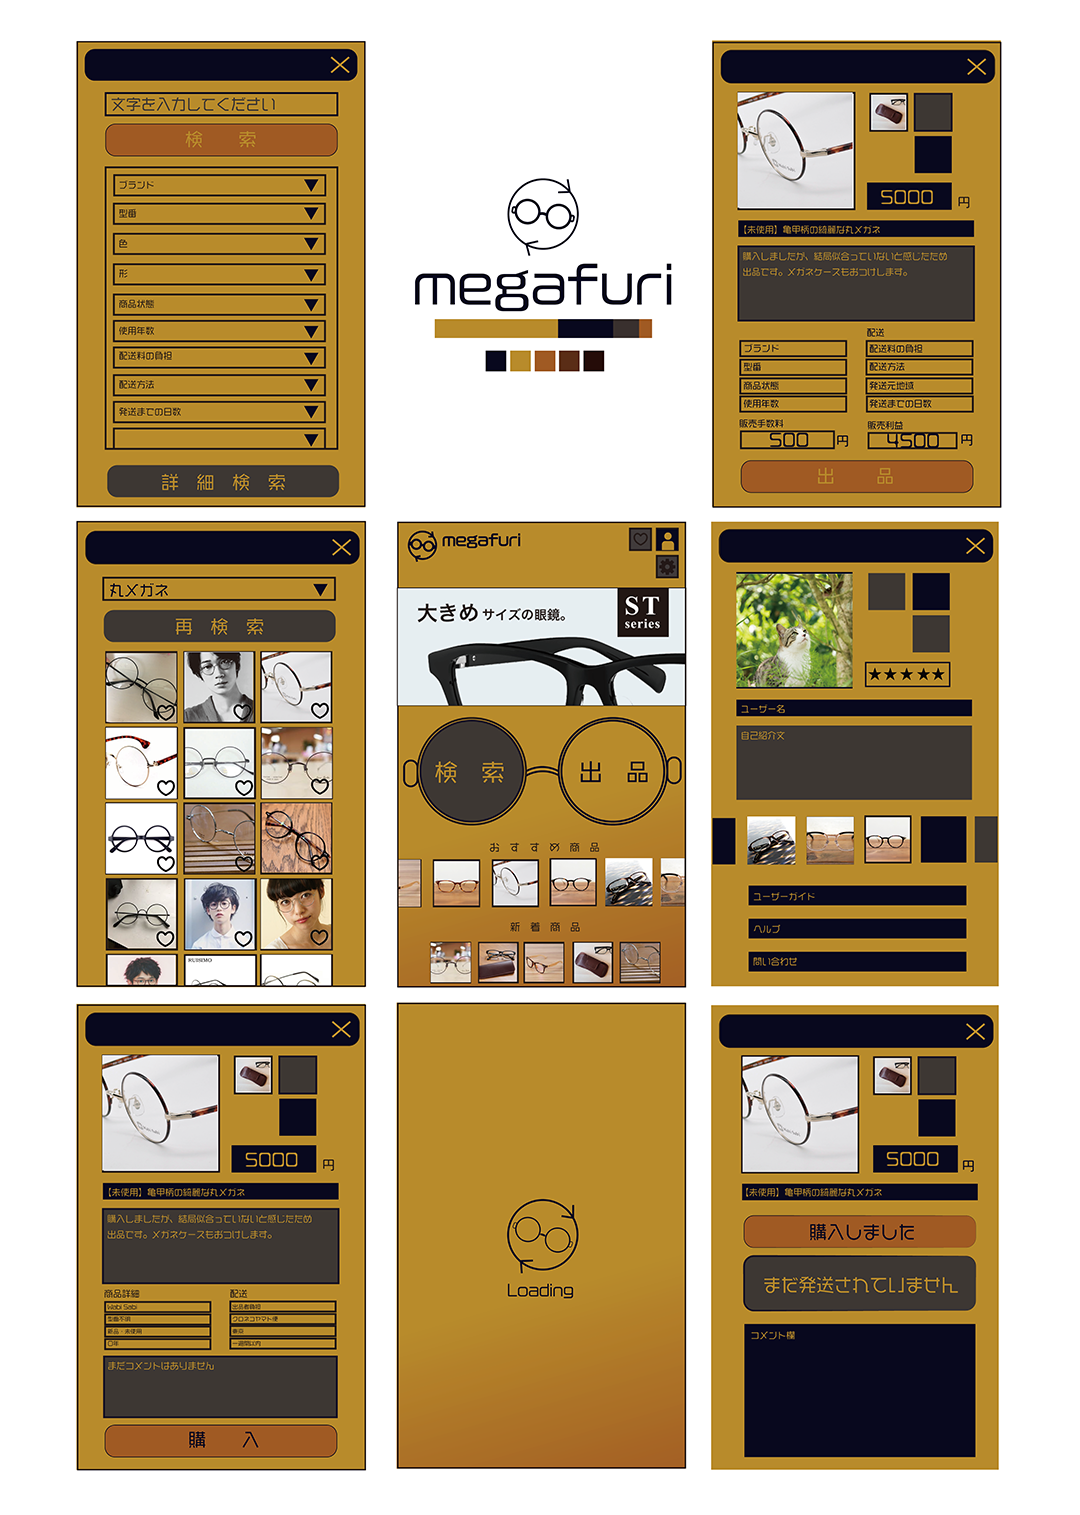 文字を入力してください
検 索
ブランド
型番
色
形
商品状態
使用年数
配送料の負担
配送方法
発送までの日数
詳 細 検 索
megafuri
5000 円
【未使用】亀甲柄の綺麗な丸メガネ
購入しましたが、結局似合っていないと感じたため
出品です。メガネケースもおつけします。
配送
ブランド
型番
商品状態
使用年数
配送料の負担
配送方法
発送元地域
発送までの日数
販売手数料
500 円
販売利益
4500 円
出 品
丸メガネ
再 検 索
RUISIMO
megafuri
大きめ サイズの眼鏡。
ST
series
検 索
出 品
おすすめ商品
新着商品
★★★★★
ユーザー名
自己紹介文
ユーザーガイド
ヘルプ
問い合わせ
5000 円
【未使用】亀甲柄の綺麗な丸メガネ
購入しましたが、結局似合っていないと感じたため
出品です。メガネケースもおつけします。
商品詳細
Wabi Sabi
型番不明
新品・未使用
0年
配送
出品者負担
クロネコヤマト便
東京
一週間以内
まだコメントはありません
購 入
Loading
5000 円
【未使用】亀甲柄の綺麗な丸メガネ
購入しました
まだ発送されていません
コメント欄